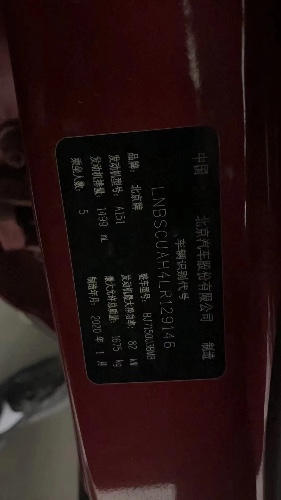 中国 北京汽车股份有限公司 制造
车辆识别代号
LNBSCUAH4LR129146
品牌: 北京牌 整车型号: BJ7150U3BMB
发动机型号: A151 发动机最大净功率: 82 kW
发动机排量: 1499 mL 最大允许总质量: 1675 kg
乘坐人数: 5 制造年月: 2020 年 1 月